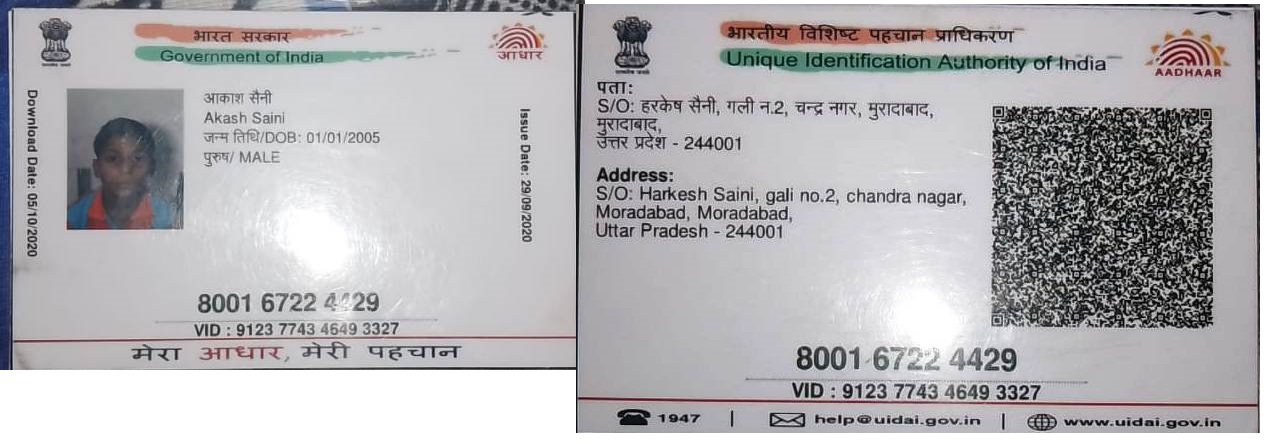 भारत सरकार
Government of India
आधार
Download Date: 05/10/2020
आकाश सैनी
Akash Saini
जन्म तिथि/DOB: 01/01/2005
पुरुष/ MALE
Issue Date: 29/09/2020
8001 6722 4429
VID : 9123 7743 4649 3327
मेरा आधार, मेरी पहचान
भारतीय विशिष्ट पहचान प्राधिकरण
Unique Identification Authority of India
AADHAAR
पता:
S/O: हरकेष सैनी, गली न.2, चन्द्र नगर, मुरादाबाद,
मुरादाबाद,
उत्तर प्रदेश - 244001
Address:
S/O: Harkesh Saini, gali no.2, chandra nagar,
Moradabad, Moradabad,
Uttar Pradesh - 244001
8001 6722 4429
VID : 9123 7743 4649 3327
1947 | help@uidai.gov.in | www.uidai.gov.in